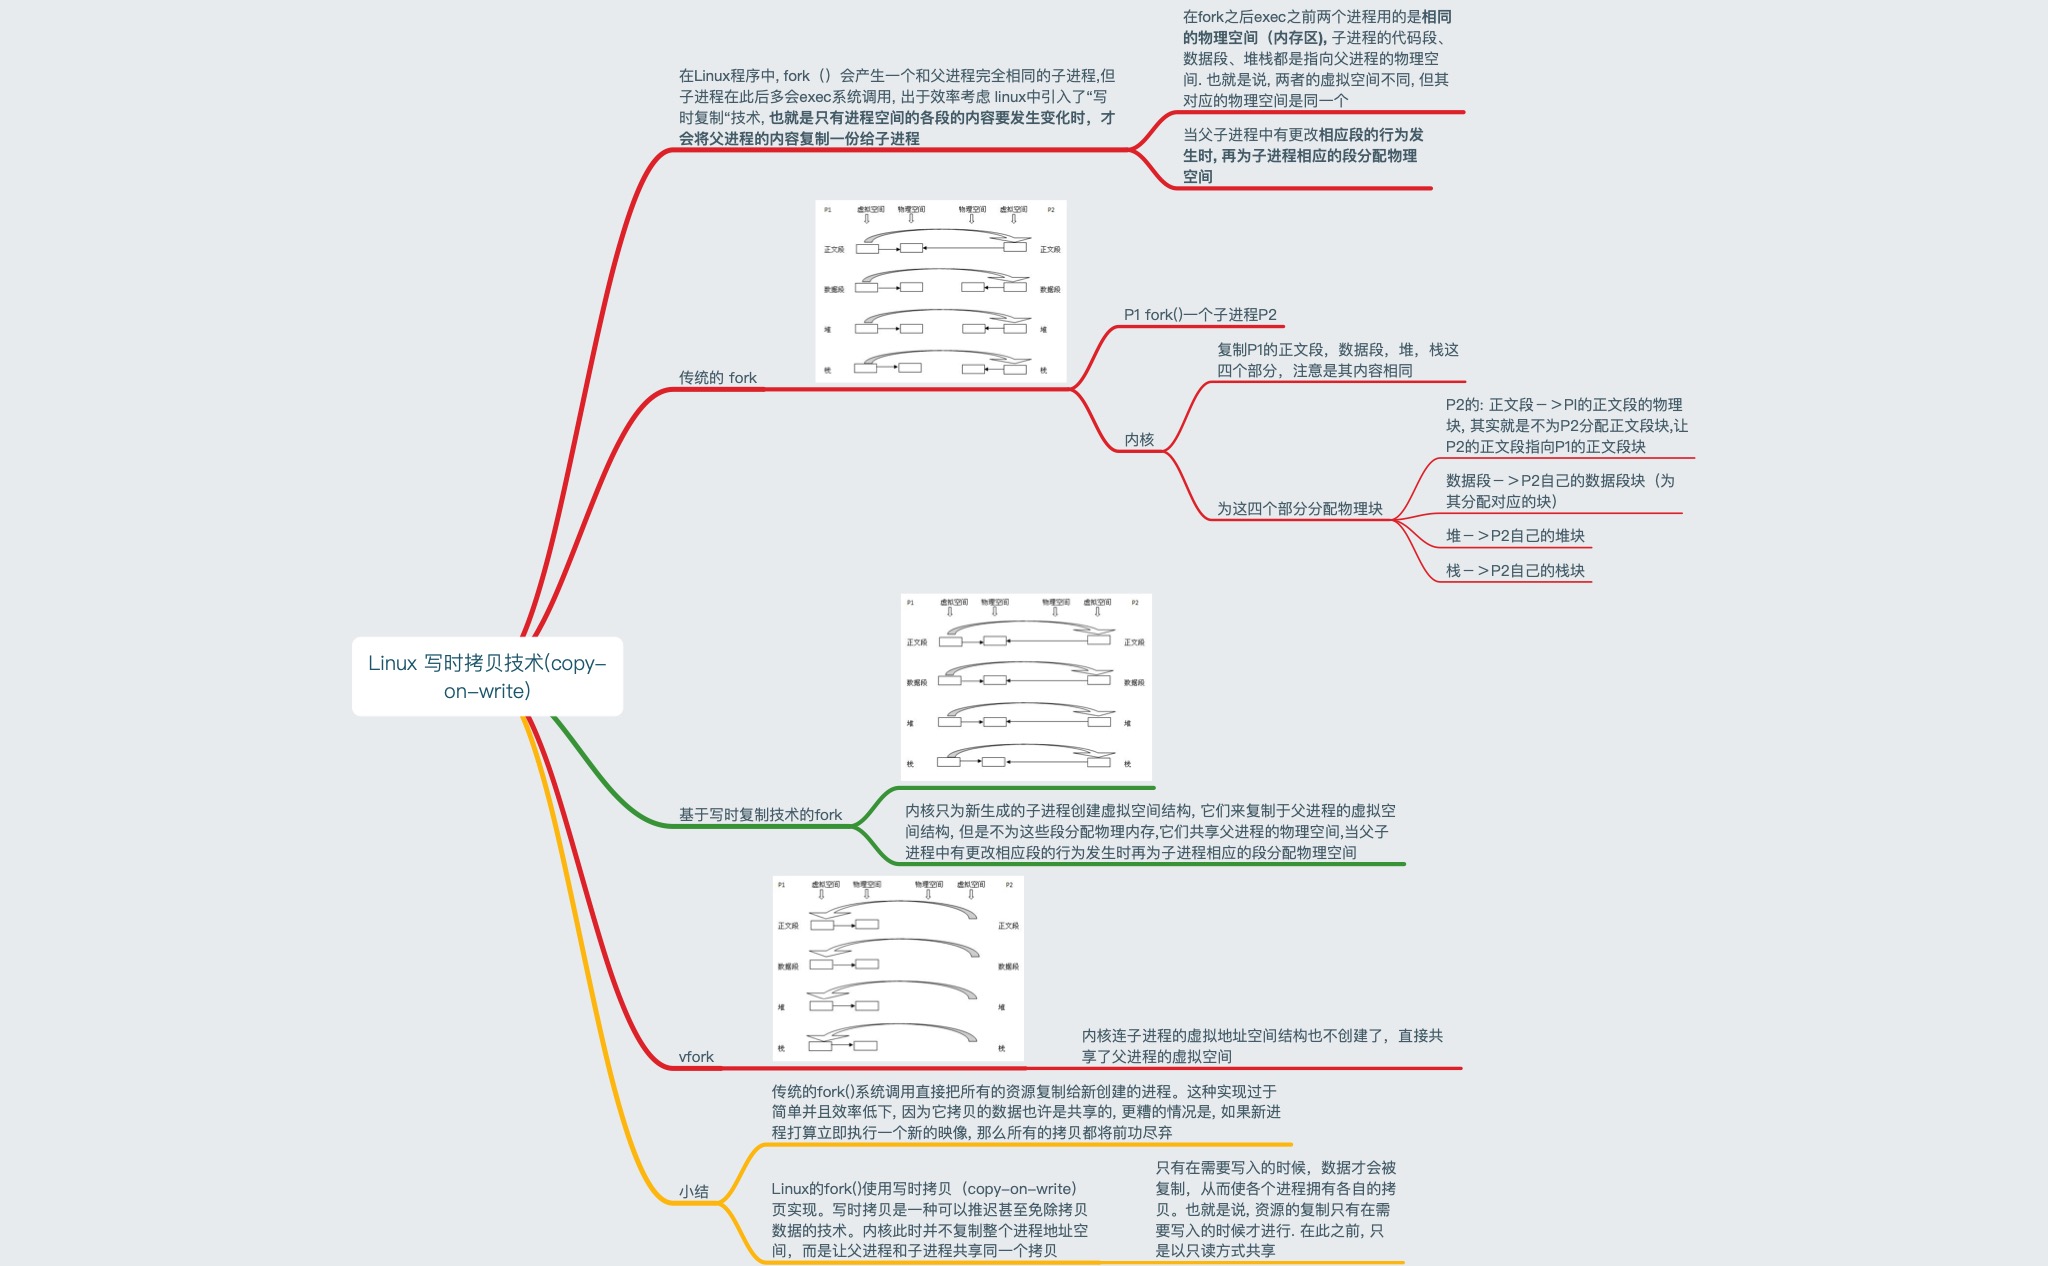 在fork之后exec之前两个进程用的是相同
的物理空间（内存区), 子进程的代码段、
数据段、堆栈都是指向父进程的物理空
间. 也就是说, 两者的虚拟空间不同, 但其
对应的物理空间是同一个
在Linux程序中, fork（）会产生一个和父进程完全相同的子进程,但
子进程在此后多会exec系统调用, 出于效率考虑 linux中引入了“写
时复制“技术, 也就是只有进程空间的各段的内容要发生变化时，才
会将父进程的内容复制一份给子进程
当父子进程中有更改相应段的行为发
生时, 再为子进程相应的段分配物理
空间
P1 虚拟空间 物理空间 物理空间 虚拟空间 P2
正文段 正文段
数据段 数据段
堆 堆
栈 栈
传统的 fork
P1 fork()一个子进程P2
复制P1的正文段，数据段，堆，栈这
四个部分，注意是其内容相同
内核
P2的: 正文段－>PI的正文段的物理
块, 其实就是不为P2分配正文段块,让
P2的正文段指向P1的正文段块
数据段－>P2自己的数据段块（为
其分配对应的块）
为这四个部分分配物理块
堆－>P2自己的堆块
栈－>P2自己的栈块
Linux 写时拷贝技术(copy-
on-write)
P1 虚拟空间 物理空间 物理空间 虚拟空间 P2
正文段 正文段
数据段 数据段
堆 堆
栈 栈
基于写时复制技术的fork
内核只为新生成的子进程创建虚拟空间结构, 它们来复制于父进程的虚拟空
间结构, 但是不为这些段分配物理内存,它们共享父进程的物理空间,当父子
进程中有更改相应段的行为发生时再为子进程相应的段分配物理空间
P1 虚拟空间 物理空间 物理空间 虚拟空间 P2
正文段 正文段
数据段 数据段
堆 堆
栈 栈
vfork
内核连子进程的虚拟地址空间结构也不创建了，直接共
享了父进程的虚拟空间
传统的fork()系统调用直接把所有的资源复制给新创建的进程。这种实现过于
简单并且效率低下, 因为它拷贝的数据也许是共享的, 更糟的情况是, 如果新进
程打算立即执行一个新的映像, 那么所有的拷贝都将前功尽弃
小结
Linux的fork()使用写时拷贝（copy-on-write）
页实现。写时拷贝是一种可以推迟甚至免除拷贝
数据的技术。内核此时并不复制整个进程地址空
间，而是让父进程和子进程共享同一个拷贝
只有在需要写入的时候，数据才会被
复制，从而使各个进程拥有各自的拷
贝。也就是说, 资源的复制只有在需
要写入的时候才进行. 在此之前, 只
是以只读方式共享